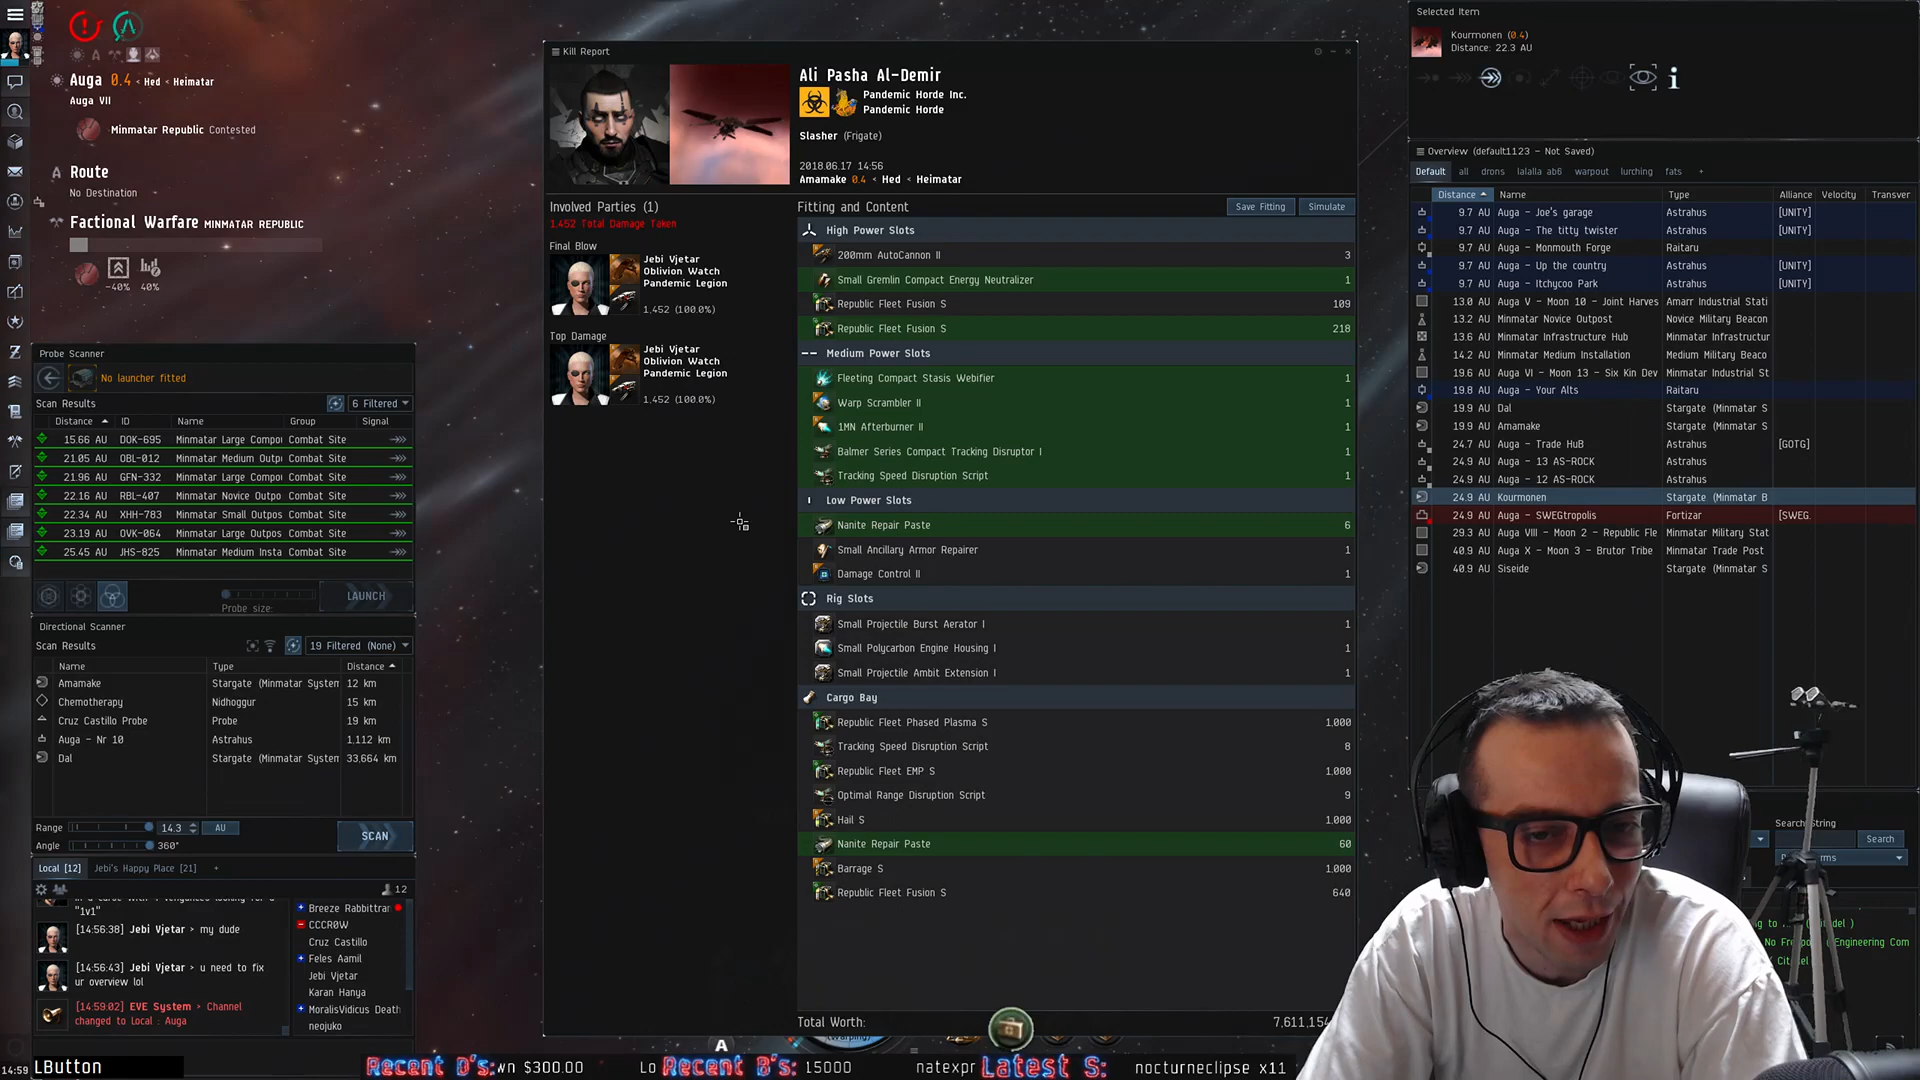 Auga 0.4 < Hed < Heimatar
Auga VII
Minmatar Republic Contested
Route
No Destination
Factional Warfare MINMATAR REPUBLIC
-40% 40%
Probe Scanner
No launcher fitted
Scan Results 6 Filtered
Distance ID Name Group Signal
15.66 AU DOK-695 Minmatar Large Compo Combat Site
21.05 AU OBL-012 Minmatar Medium Outp Combat Site
21.96 AU GFN-332 Minmatar Large Compo Combat Site
22.16 AU RBL-407 Minmatar Novice Outpo Combat Site
22.34 AU XHH-783 Minmatar Small Outpos Combat Site
23.19 AU OVK-064 Minmatar Large Outpos Combat Site
25.45 AU JHS-825 Minmatar Medium Insta Combat Site
Probe size:
LAUNCH
Directional Scanner
Scan Results 19 Filtered (None)
Name Type Distance
Amamake Stargate (Minmatar System 12 km
Chemotherapy Nidhoggur 15 km
Cruz Castillo Probe Probe 19 km
Auga - Nr 10 Astrahus 1,112 km
Dal Stargate (Minmatar System 33,664 km
Range 14.3 AU
Angle 360°
SCAN
Local [12] Jebi's Happy Place [21] +
12
"1v1"
[14:56:38] Jebi Vjetar > my dude
[14:56:43] Jebi Vjetar > u need to fix
ur overview lol
[14:59:02] EVE System > Channel
changed to Local : Auga
Breeze Rabbittrar
CCCR0W
Cruz Castillo
Feles Aamil
Jebi Vjetar
Karan Hanya
MoralisVidicus Death
neojuko
14:59
LButton
Kill Report
Ali Pasha Al-Demir
Pandemic Horde Inc.
Pandemic Horde
Slasher (Frigate)
2018.06.17 14:56
Amamake 0.4 < Hed < Heimatar
Involved Parties (1)
1,452 Total Damage Taken
Final Blow
Jebi Vjetar
Oblivion Watch
Pandemic Legion
1,452 (100.0%)
Top Damage
Jebi Vjetar
Oblivion Watch
Pandemic Legion
1,452 (100.0%)
Fitting and Content Save Fitting Simulate
High Power Slots
200mm AutoCannon II 3
Small Gremlin Compact Energy Neutralizer 1
Republic Fleet Fusion S 109
Republic Fleet Fusion S 218
Medium Power Slots
Fleeting Compact Stasis Webifier 1
Warp Scrambler II 1
1MN Afterburner II 1
Balmer Series Compact Tracking Disruptor I 1
Tracking Speed Disruption Script 1
Low Power Slots
Nanite Repair Paste 6
Small Ancillary Armor Repairer 1
Damage Control II 1
Rig Slots
Small Projectile Burst Aerator I 1
Small Polycarbon Engine Housing I 1
Small Projectile Ambit Extension I 1
Cargo Bay
Republic Fleet Phased Plasma S 1,000
Tracking Speed Disruption Script 8
Republic Fleet EMP S 1,000
Optimal Range Disruption Script 9
Hail S 1,000
Nanite Repair Paste 60
Barrage S 1,000
Republic Fleet Fusion S 640
Total Worth: 7,611,154
A
Recent D's: wn $300.00 Lo Recent B's: 15000 natexpr Latest S: nocturneclipse x11
Selected Item
Kourmonen (0.4)
Distance: 22.3 AU
Overview (default1123 - Not Saved)
Default all drones lalalla ab6 warpout lurching fats +
Distance Name Type Alliance Velocity Transver
9.7 AU Auga - Joe's garage Astrahus [UNITY]
9.7 AU Auga - The titty twister Astrahus [UNITY]
9.7 AU Auga - Monmouth Forge Raitaru
9.7 AU Auga - Up the country Astrahus [UNITY]
9.7 AU Auga - Itchycoo Park Astrahus [UNITY]
13.0 AU Auga V - Moon 10 - Joint Harves Amarr Industrial Stati
13.2 AU Minmatar Novice Outpost Novice Military Beacon
13.6 AU Minmatar Infrastructure Hub Minmatar Infrastructur
14.2 AU Minmatar Medium Installation Medium Military Beaco
19.6 AU Auga VI - Moon 13 - Six Kin Dev Minmatar Industrial St
19.8 AU Auga - Your Alts Raitaru
19.9 AU Dal Stargate (Minmatar S
19.9 AU Amamake Stargate (Minmatar S
24.7 AU Auga - Trade HuB Astrahus [GOTG]
24.9 AU Auga - 13 AS-ROCK Astrahus
24.9 AU Auga - 12 AS-ROCK Astrahus
24.9 AU Kourmonen Stargate (Minmatar B
24.9 AU Auga - SWEGtropolis Fortizar [SWEG.
29.3 AU Auga VIII - Moon 2 - Republic Fle Minmatar Military Stat
40.9 AU Auga X - Moon 3 - Brutor Tribe Minmatar Trade Post
40.9 AU Siseide Stargate (Minmatar S
Search String
Search